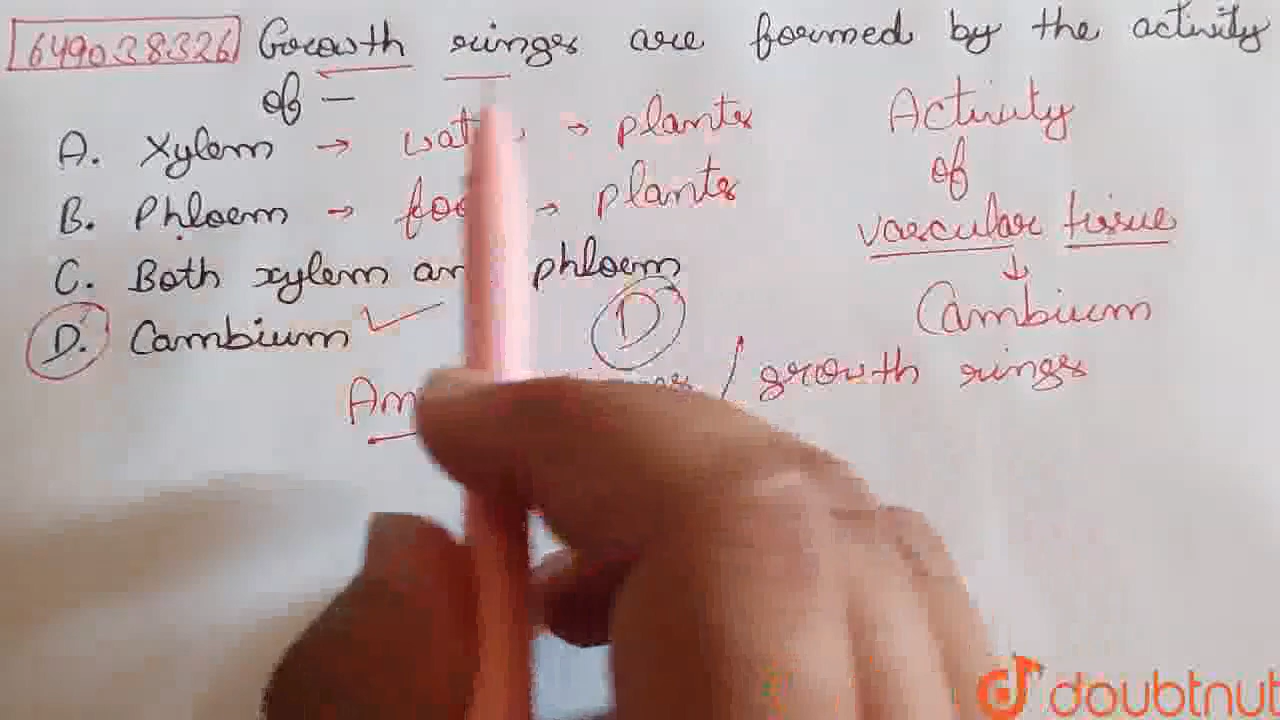 649038326 Growth rings are formed by the activity
of -
A. Xylem → → plants
B. Phloem → → plants
C. Both xylem phloem
D. Cambium ✓
D
/ growth rings
Activity
of
vascular tissue
↓
Cambium
doubtnut